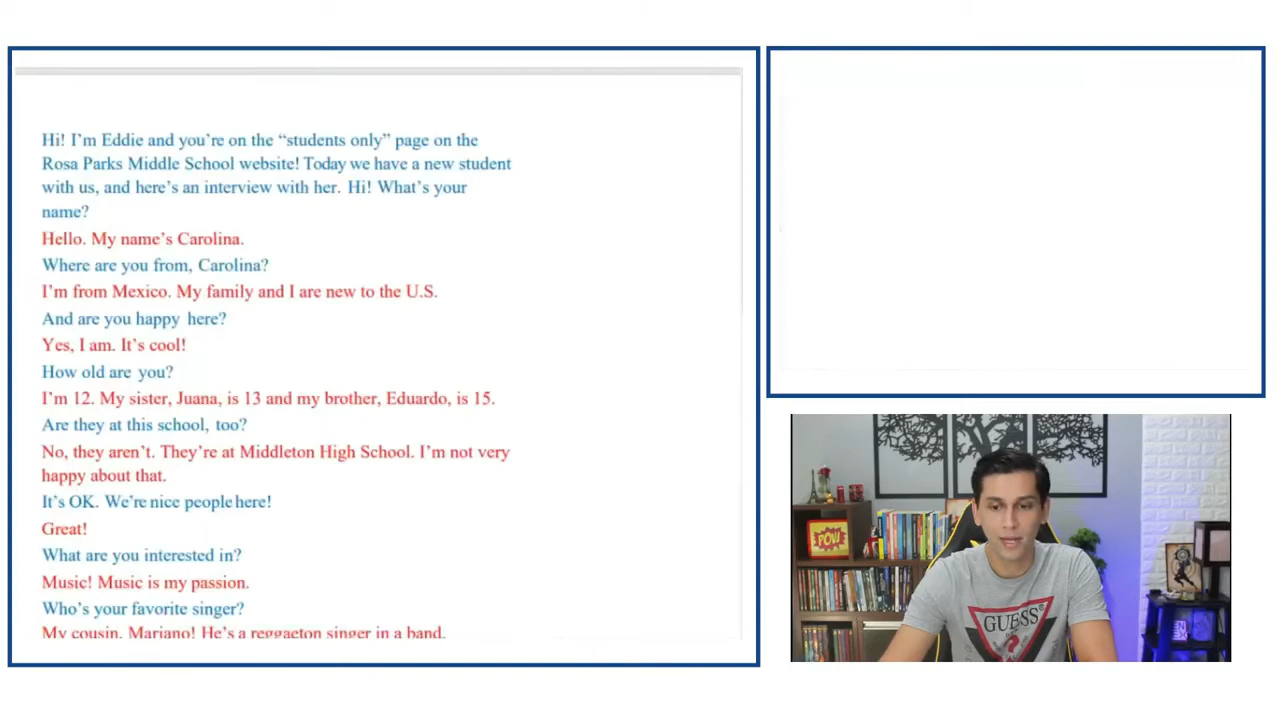 Hi! I'm Eddie and you're on the “students only” page on the
Rosa Parks Middle School website! Today we have a new student
with us, and here's an interview with her. Hi! What's your
name?
Hello. My name's Carolina.
Where are you from, Carolina?
I'm from Mexico. My family and I are new to the U.S.
And are you happy here?
Yes, I am. It's cool!
How old are you?
I'm 12. My sister, Juana, is 13 and my brother, Eduardo, is 15.
Are they at this school, too?
No, they aren't. They're at Middleton High School. I'm not very
happy about that.
It's OK. We're nice people here!
Great!
What are you interested in?
Music! Music is my passion.
Who's your favorite singer?
My cousin, Mariano! He's a reggaeton singer in a band.
POW
GUESS